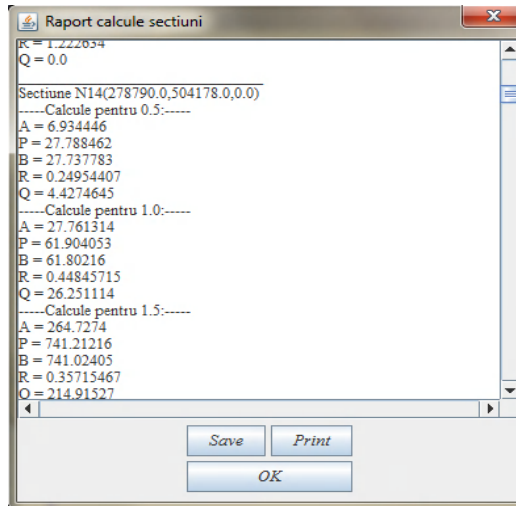 Raport calcule sectiuni
R = 1.222634
Q = 0.0
Sectiune N14(278790.0,504178.0,0.0)
-----Calcule pentru 0.5:-----
A = 6.934446
P = 27.788462
B = 27.737783
R = 0.24954407
Q = 4.4274645
-----Calcule pentru 1.0:-----
A = 27.761314
P = 61.904053
B = 61.80216
R = 0.44845715
Q = 26.251114
-----Calcule pentru 1.5:-----
A = 264.7274
P = 741.21216
B = 741.02405
R = 0.35715467
Q = 214.91527
Save Print
OK